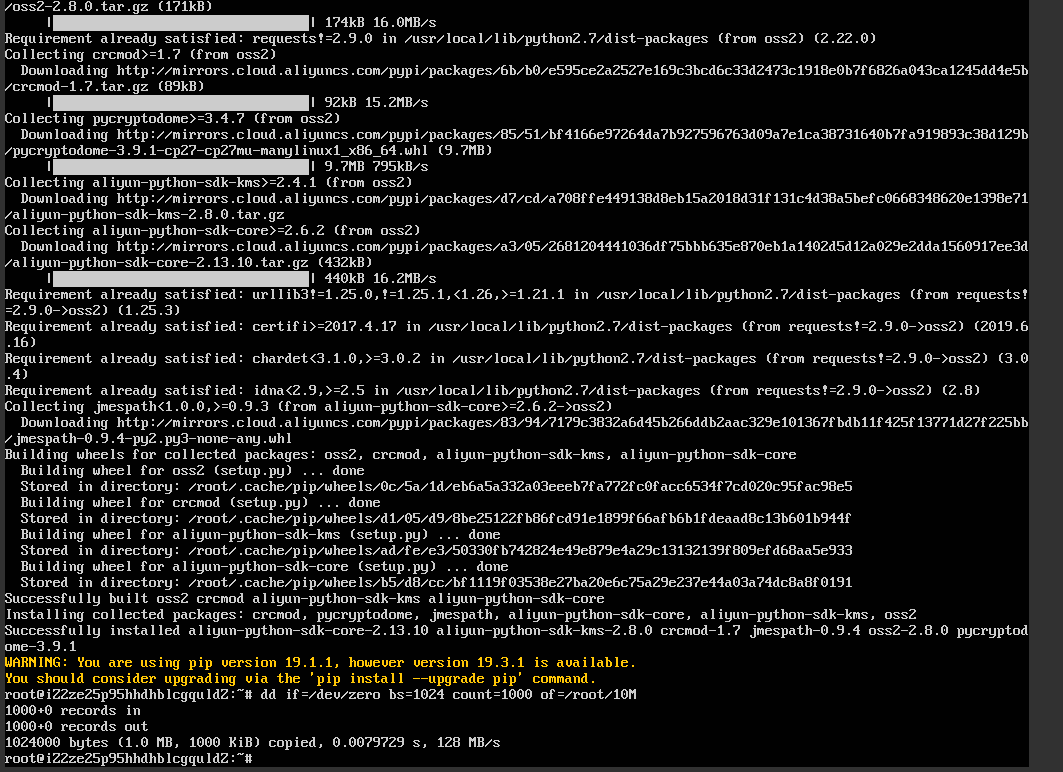 /oss2-2.8.0.tar.gz (171kB)
| | 174kB 16.0MB/s
Requirement already satisfied: requests!=2.9.0 in /usr/local/lib/python2.7/dist-packages (from oss2) (2.22.0)
Collecting crcmod>=1.7 (from oss2)
Downloading http://mirrors.cloud.aliyuncs.com/pypi/packages/6b/b0/e595ce2a2527e169c3bcd6c33d2473c1918e0b7f6826a043ca1245dd4e5b
/crcmod-1.7.tar.gz (89kB)
| | 92kB 15.2MB/s
Collecting pycryptodome>=3.4.7 (from oss2)
Downloading http://mirrors.cloud.aliyuncs.com/pypi/packages/85/51/bf4166e97264da7b927596763d09a7e1ca38731640b7fa919893c38d129b
/pycryptodome-3.9.1-cp27-cp27mu-manylinux1_x86_64.whl (9.7MB)
| | 9.7MB 795kB/s
Collecting aliyun-python-sdk-kms>=2.4.1 (from oss2)
Downloading http://mirrors.cloud.aliyuncs.com/pypi/packages/d7/cd/a708ffe449138d8eb15a2018d31f131c4d38a5befc0668348620e1398e71
/aliyun-python-sdk-kms-2.8.0.tar.gz
Collecting aliyun-python-sdk-core>=2.6.2 (from oss2)
Downloading http://mirrors.cloud.aliyuncs.com/pypi/packages/a3/05/2681204441036df75bbb635e870eb1a1402d5d12a029e2dda1560917ee3d
/aliyun-python-sdk-core-2.13.10.tar.gz (432kB)
| | 440kB 16.2MB/s
Requirement already satisfied: urllib3!=1.25.0,!=1.25.1,<1.26,>=1.21.1 in /usr/local/lib/python2.7/dist-packages (from requests!
=2.9.0->oss2) (1.25.3)
Requirement already satisfied: certifi>=2017.4.17 in /usr/local/lib/python2.7/dist-packages (from requests!=2.9.0->oss2) (2019.6
.16)
Requirement already satisfied: chardet<3.1.0,>=3.0.2 in /usr/local/lib/python2.7/dist-packages (from requests!=2.9.0->oss2) (3.0
.4)
Requirement already satisfied: idna<2.9,>=2.5 in /usr/local/lib/python2.7/dist-packages (from requests!=2.9.0->oss2) (2.8)
Collecting jmespath<1.0.0,>=0.9.3 (from aliyun-python-sdk-core>=2.6.2->oss2)
Downloading http://mirrors.cloud.aliyuncs.com/pypi/packages/83/94/7179c3832a6d45b266ddb2aac329e101367fbdb11f425f13771d27f225bb
/jmespath-0.9.4-py2.py3-none-any.whl
Building wheels for collected packages: oss2, crcmod, aliyun-python-sdk-kms, aliyun-python-sdk-core
Building wheel for oss2 (setup.py) ... done
Stored in directory: /root/.cache/pip/wheels/0c/5a/1d/eb6a5a332a03eeeb7fa772fc0facc6534f7cd020c95fac98e5
Building wheel for crcmod (setup.py) ... done
Stored in directory: /root/.cache/pip/wheels/d1/05/d9/8be25122fb86fcd91e1899f66afb6b1fdeaad8c13b601b944f
Building wheel for aliyun-python-sdk-kms (setup.py) ... done
Stored in directory: /root/.cache/pip/wheels/ad/fe/e3/50330fb742824e49e879e4a29c13132139f809efd68aa5e933
Building wheel for aliyun-python-sdk-core (setup.py) ... done
Stored in directory: /root/.cache/pip/wheels/b5/d8/cc/bf1119f03538e27ba20e6c75a29e237e44a03a74dc8a8f0191
Successfully built oss2 crcmod aliyun-python-sdk-kms aliyun-python-sdk-core
Installing collected packages: crcmod, pycryptodome, jmespath, aliyun-python-sdk-core, aliyun-python-sdk-kms, oss2
Successfully installed aliyun-python-sdk-core-2.13.10 aliyun-python-sdk-kms-2.8.0 crcmod-1.7 jmespath-0.9.4 oss2-2.8.0 pycryptod
ome-3.9.1
WARNING: You are using pip version 19.1.1, however version 19.3.1 is available.
You should consider upgrading via the 'pip install --upgrade pip' command.
root@iZ2ze25p95hhdhblcgquldZ:~# dd if=/dev/zero bs=1024 count=1000 of=/root/10M
1000+0 records in
1000+0 records out
1024000 bytes (1.0 MB, 1000 KiB) copied, 0.0079729 s, 128 MB/s
root@iZ2ze25p95hhdhblcgquldZ:~#